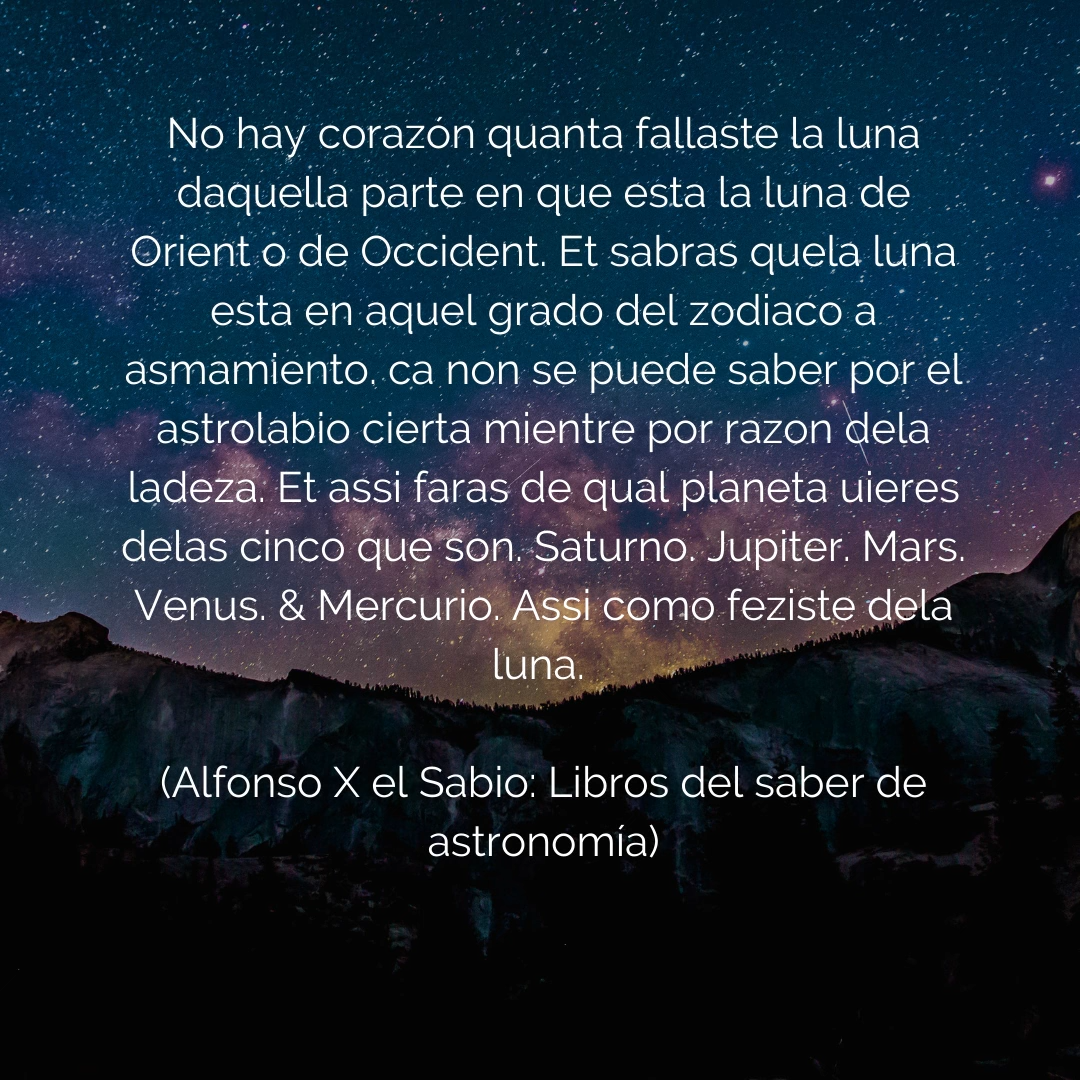 No hay corazón quanta fallaste la luna
daquella parte en que esta la luna de
Orient o de Occident. Et sabras quela luna
esta en aquel grado del zodiaco a
asmamiento. ca non se puede saber por el
astrolabio cierta mientre por razon dela
ladeza. Et assi faras de qual planeta uieres
delas cinco que son. Saturno. Jupiter. Mars.
Venus. & Mercurio. Assi como feziste dela
luna.
(Alfonso X el Sabio: Libros del saber de
astronomía)